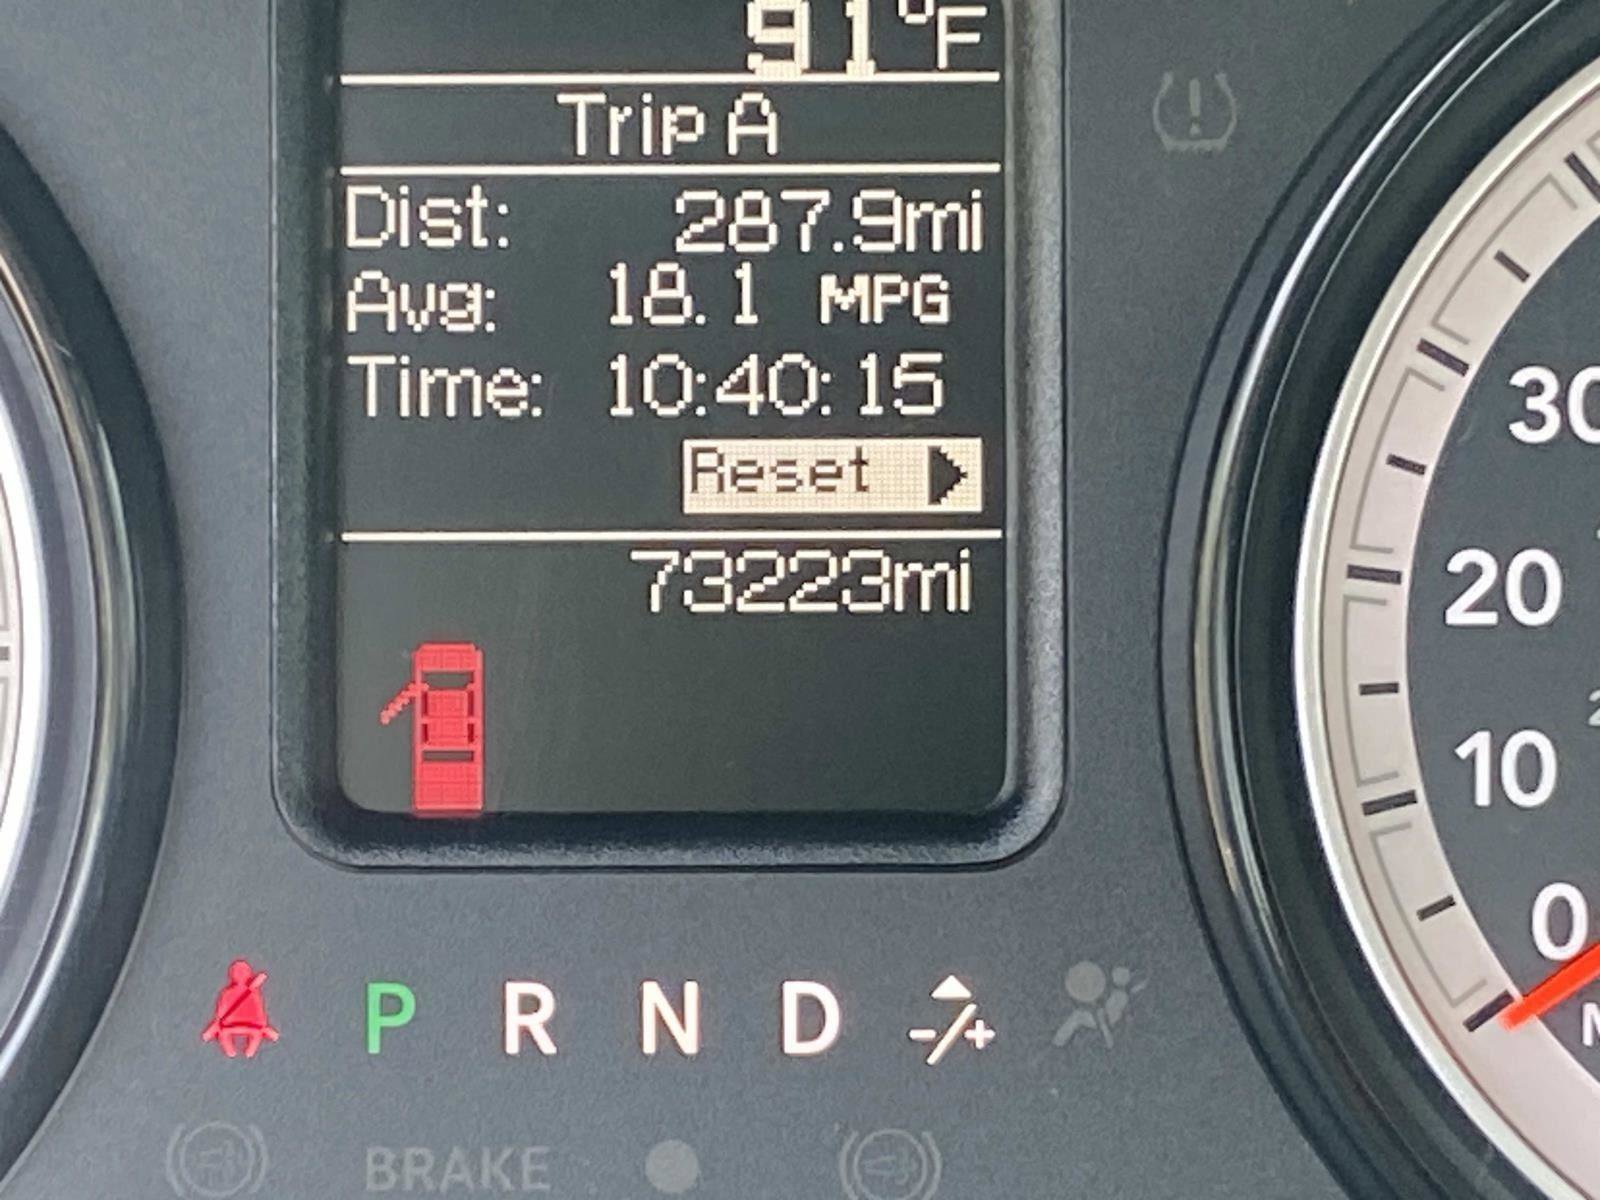 91°F
Trip A
Dist: 287.9mi
Avg: 18.1 MPG
Time: 10:40:15
Reset
73223mi
30
20
10
0
P R N D -/+
BRAKE